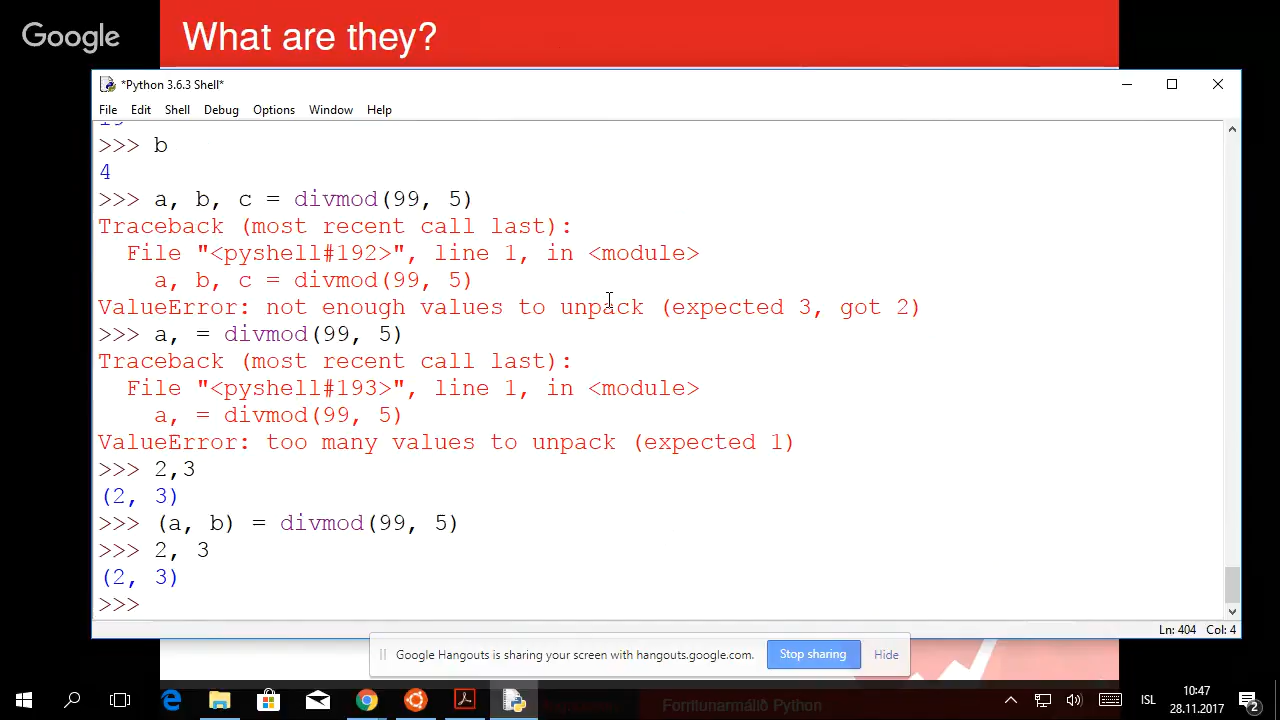 Google
What are they?
*Python 3.6.3 Shell*
File Edit Shell Debug Options Window Help
>>> b
4
>>> a, b, c = divmod(99, 5)
Traceback (most recent call last):
  File "<pyshell#192>", line 1, in <module>
    a, b, c = divmod(99, 5)
ValueError: not enough values to unpack (expected 3, got 2)
>>> a, = divmod(99, 5)
Traceback (most recent call last):
  File "<pyshell#193>", line 1, in <module>
    a, = divmod(99, 5)
ValueError: too many values to unpack (expected 1)
>>> 2,3
(2, 3)
>>> (a, b) = divmod(99, 5)
>>> 2, 3
(2, 3)
>>>
Ln: 404 Col: 4
Google Hangouts is sharing your screen with hangouts.google.com. Stop sharing Hide
Forritunarmálið Python
ISL
10:47
28.11.2017
2